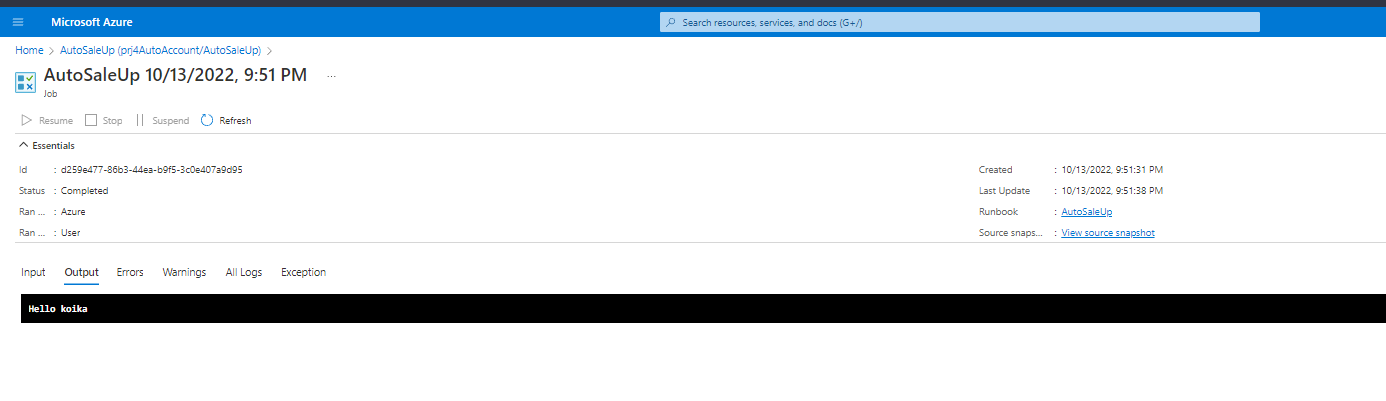 Microsoft Azure
Search resources, services, and docs (G+/)
Home > AutoSaleUp (prj4AutoAccount/AutoSaleUp) >
AutoSaleUp 10/13/2022, 9:51 PM ...
Job
Resume Stop Suspend Refresh
Essentials
Id : d259e477-86b3-44ea-b9f5-3c0e407a9d95
Status : Completed
Ran ... : Azure
Ran ... : User
Created : 10/13/2022, 9:51:31 PM
Last Update : 10/13/2022, 9:51:38 PM
Runbook : AutoSaleUp
Source snaps... : View source snapshot
Input Output Errors Warnings All Logs Exception
Hello koika